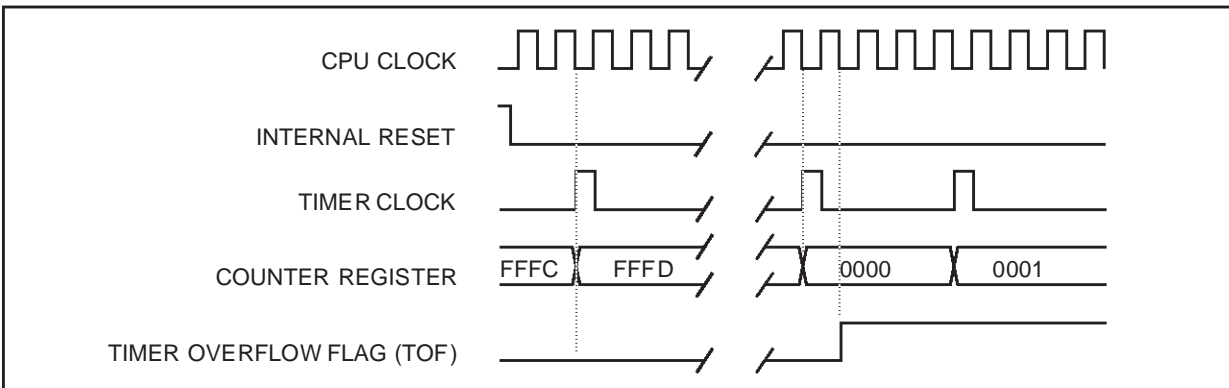 CPU CLOCK
INTERNAL RESET
TIMER CLOCK
COUNTER REGISTER
FFFC
FFFD
0000
0001
TIMER OVERFLOW FLAG (TOF)